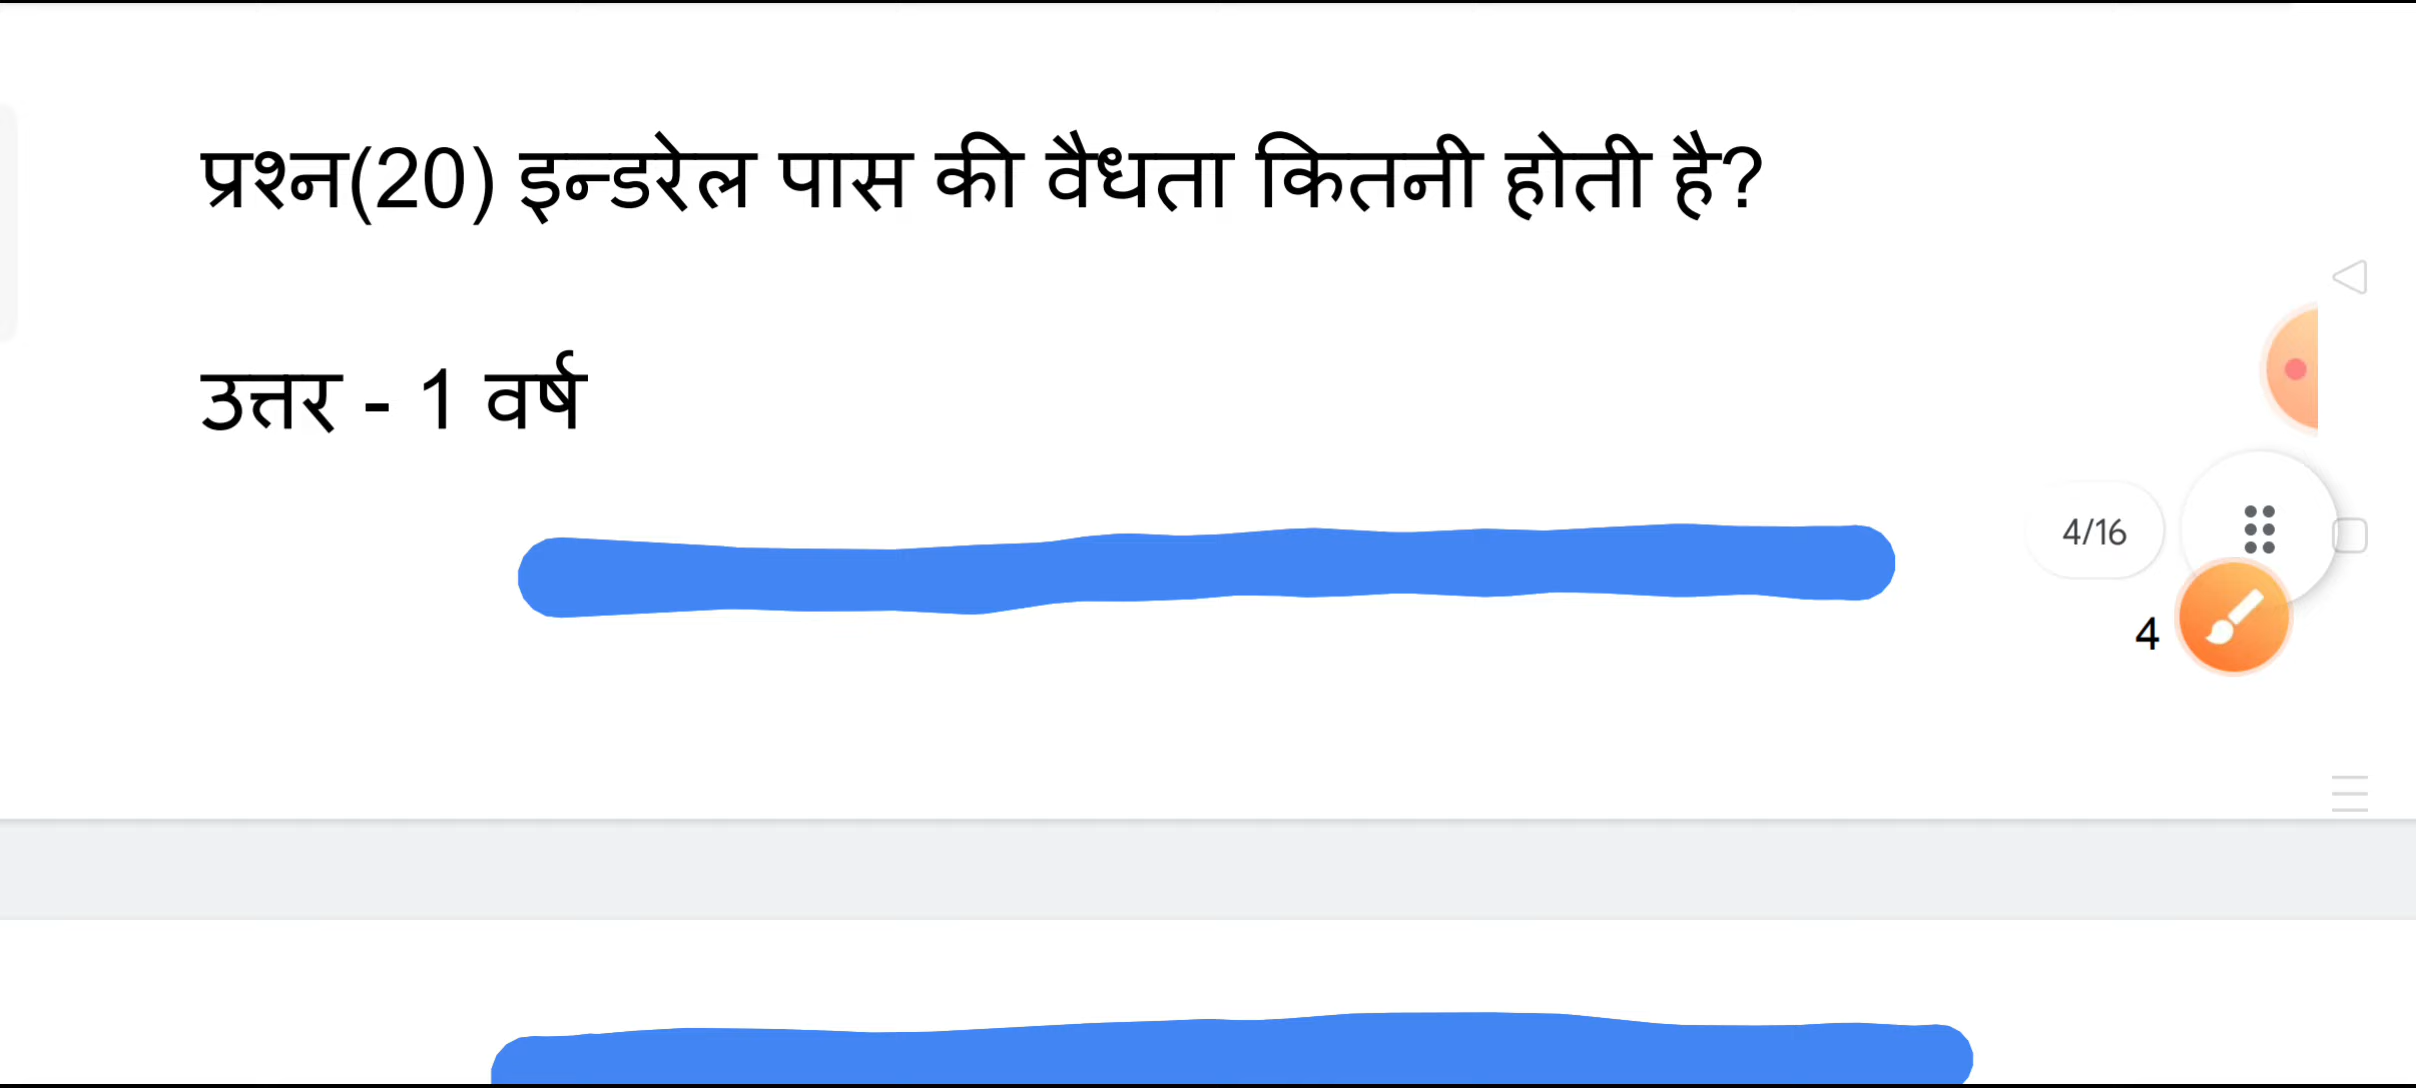 प्रश्न(20) इन्डरेल पास की वैधता कितनी होती है?
उत्तर - 1 वर्ष
4/16
4